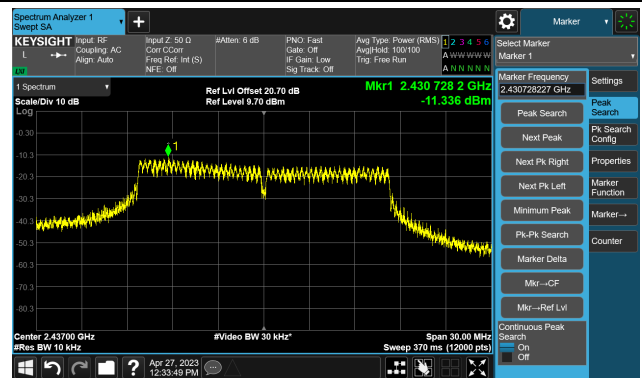 Spectrum Analyzer 1
Swept SA
Marker
KEYSIGHT
L
Input: RF
Coupling: AC
Align: Auto
Input Z: 50 Ω
Corr CCorr
Freq Ref: Int (S)
NFE: Off
#Atten: 6 dB
PNO: Fast
Gate: Off
IF Gain: Low
Sig Track: Off
Avg Type: Power (RMS)
Avg|Hold: 100/100
Trig: Free Run
1 2 3 4 5 6
A W W W W W
A N N N N N
1 Spectrum
Scale/Div 10 dB
Log
Ref Lvl Offset 20.70 dB
Ref Level 9.70 dBm
Mkr1 2.430 728 2 GHz
-11.336 dBm
1
-0.30
-10.3
-20.3
-30.3
-40.3
-50.3
-60.3
-70.3
-80.3
Center 2.43700 GHz
#Res BW 10 kHz
#Video BW 30 kHz*
Span 30.00 MHz
Sweep 370 ms (12000 pts)
Select Marker
Marker 1
Marker Frequency
2.430728227 GHz
Peak Search
Next Peak
Next Pk Right
Next Pk Left
Minimum Peak
Pk-Pk Search
Marker Delta
Mkr→CF
Mkr→Ref Lvl
Continuous Peak
Search
On
Off
Settings
Peak
Search
Pk Search
Config
Properties
Marker
Function
Marker→
Counter
?
Apr 27, 2023
12:33:49 PM